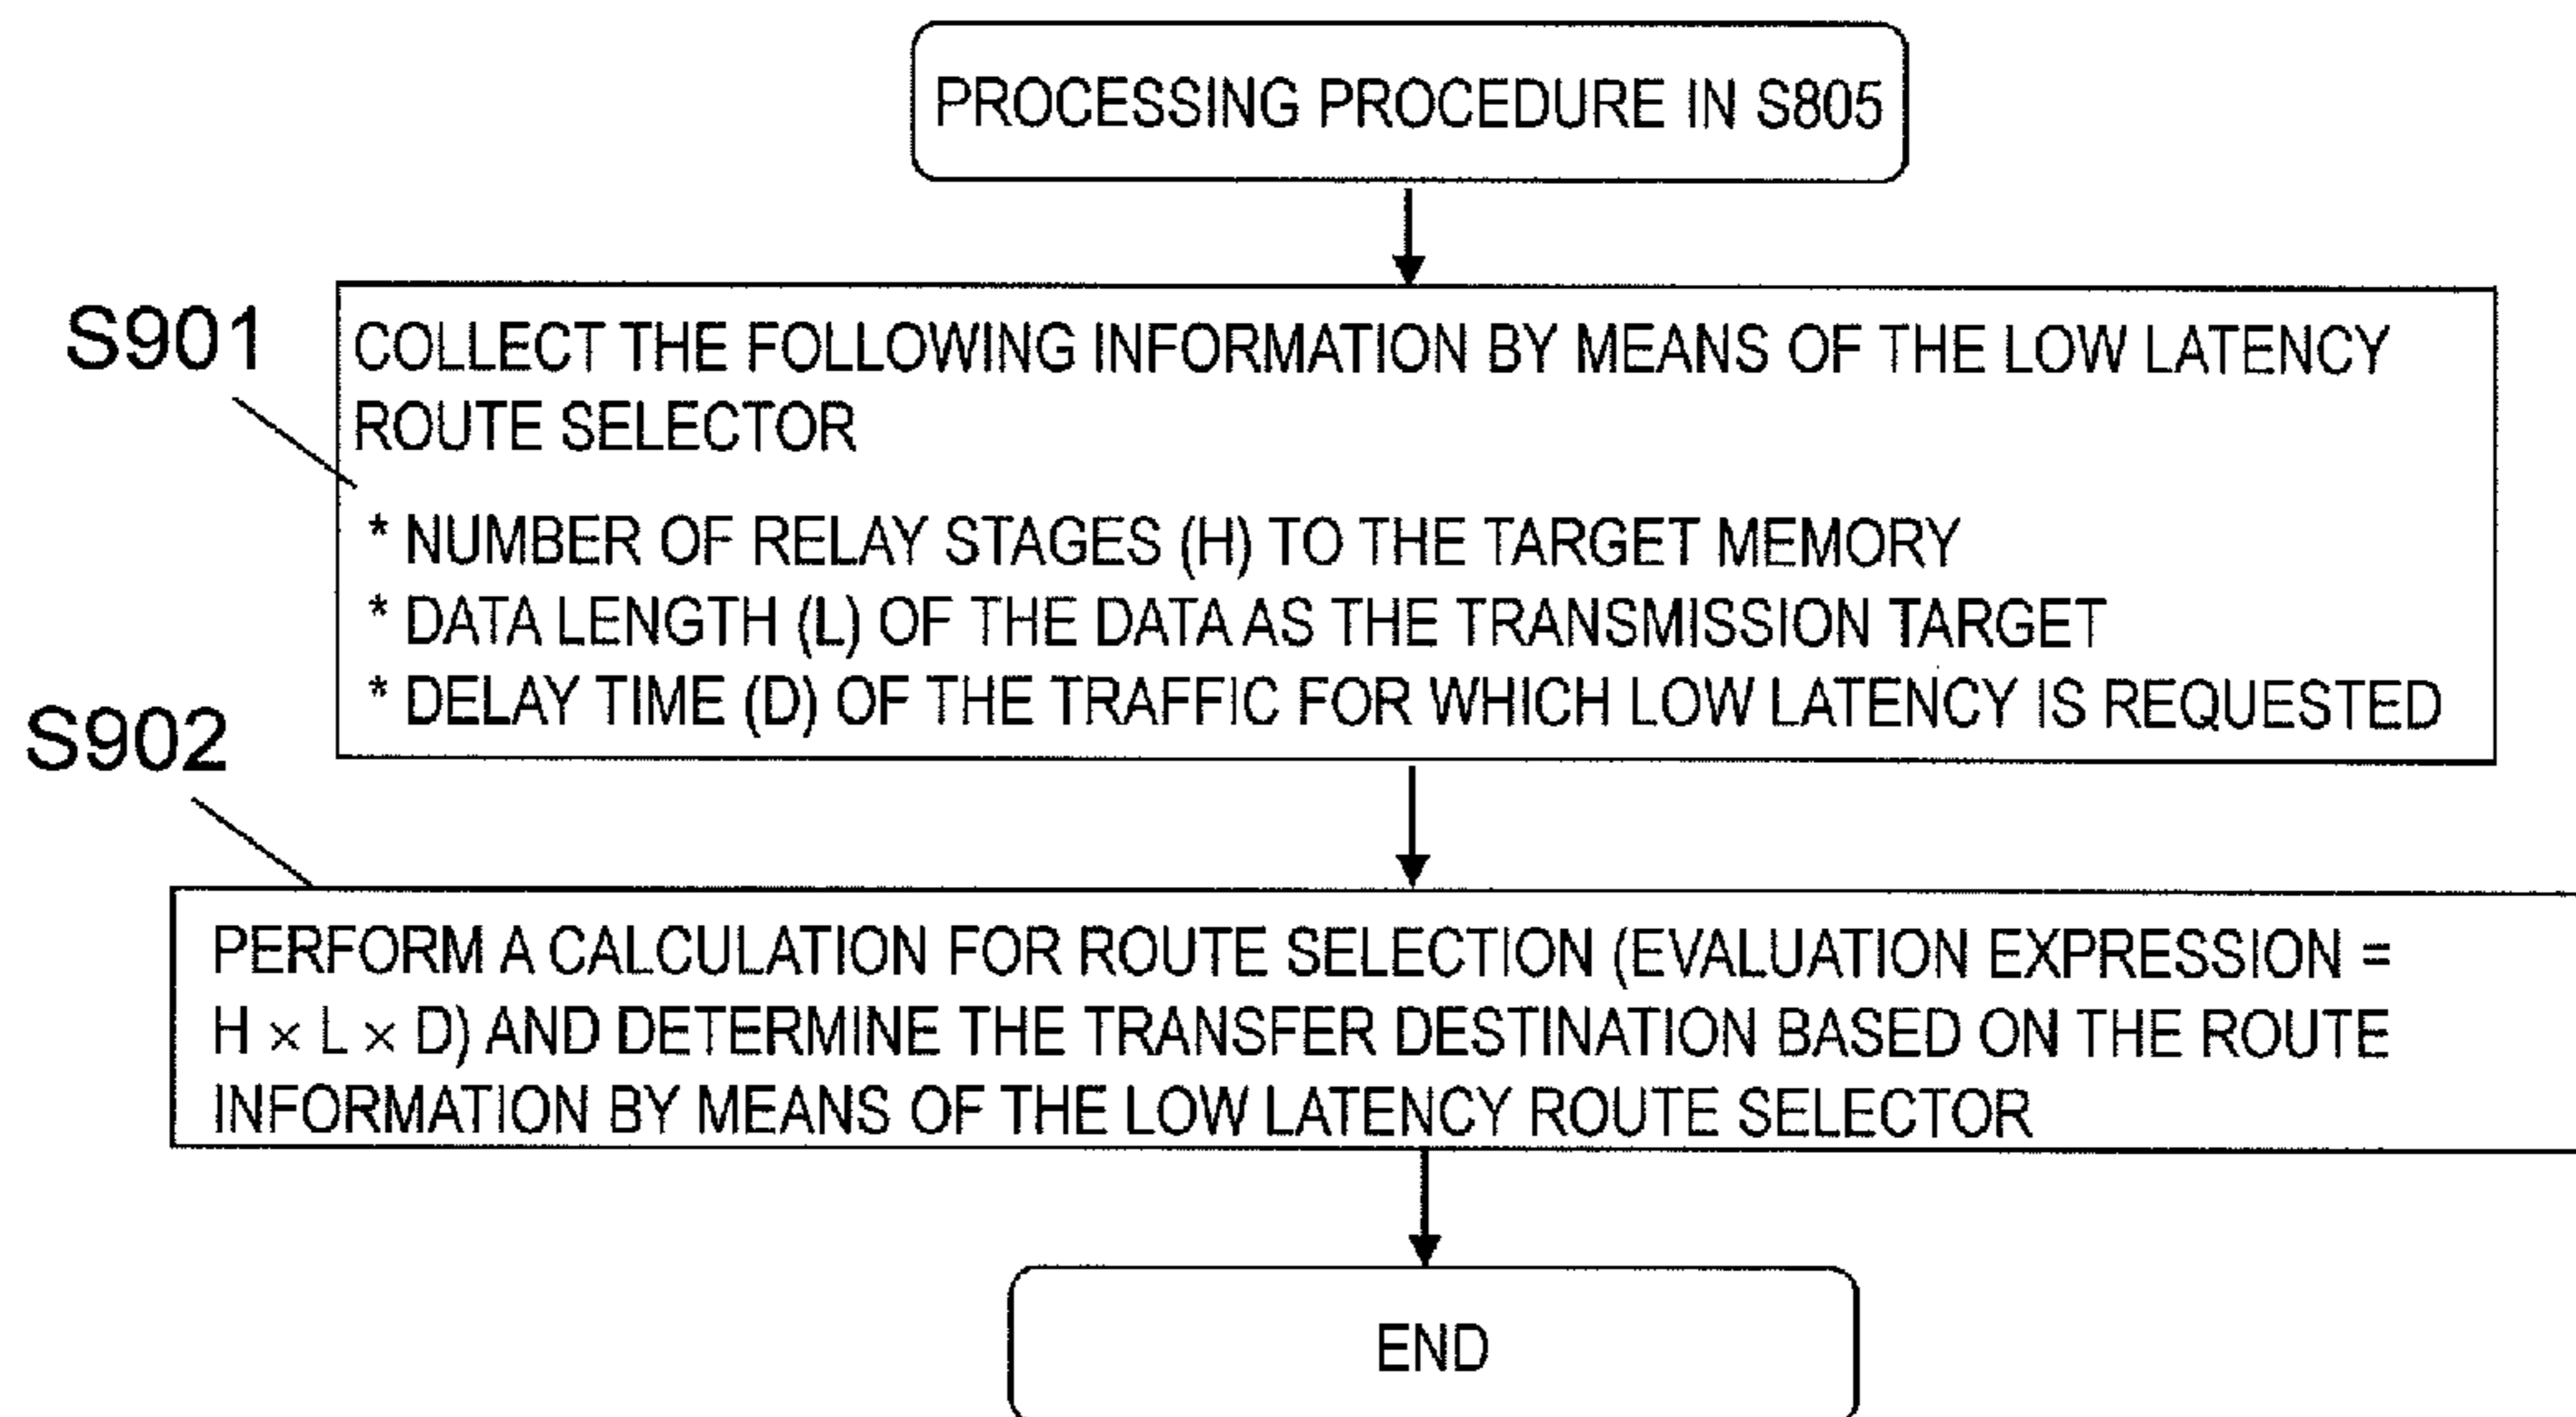 PROCESSING PROCEDURE IN S805
S901
COLLECT THE FOLLOWING INFORMATION BY MEANS OF THE LOW LATENCY
ROUTE SELECTOR
* NUMBER OF RELAY STAGES (H) TO THE TARGET MEMORY
* DATA LENGTH (L) OF THE DATA AS THE TRANSMISSION TARGET
* DELAY TIME (D) OF THE TRAFFIC FOR WHICH LOW LATENCY IS REQUESTED
S902
PERFORM A CALCULATION FOR ROUTE SELECTION (EVALUATION EXPRESSION =
H × L × D) AND DETERMINE THE TRANSFER DESTINATION BASED ON THE ROUTE
INFORMATION BY MEANS OF THE LOW LATENCY ROUTE SELECTOR
END